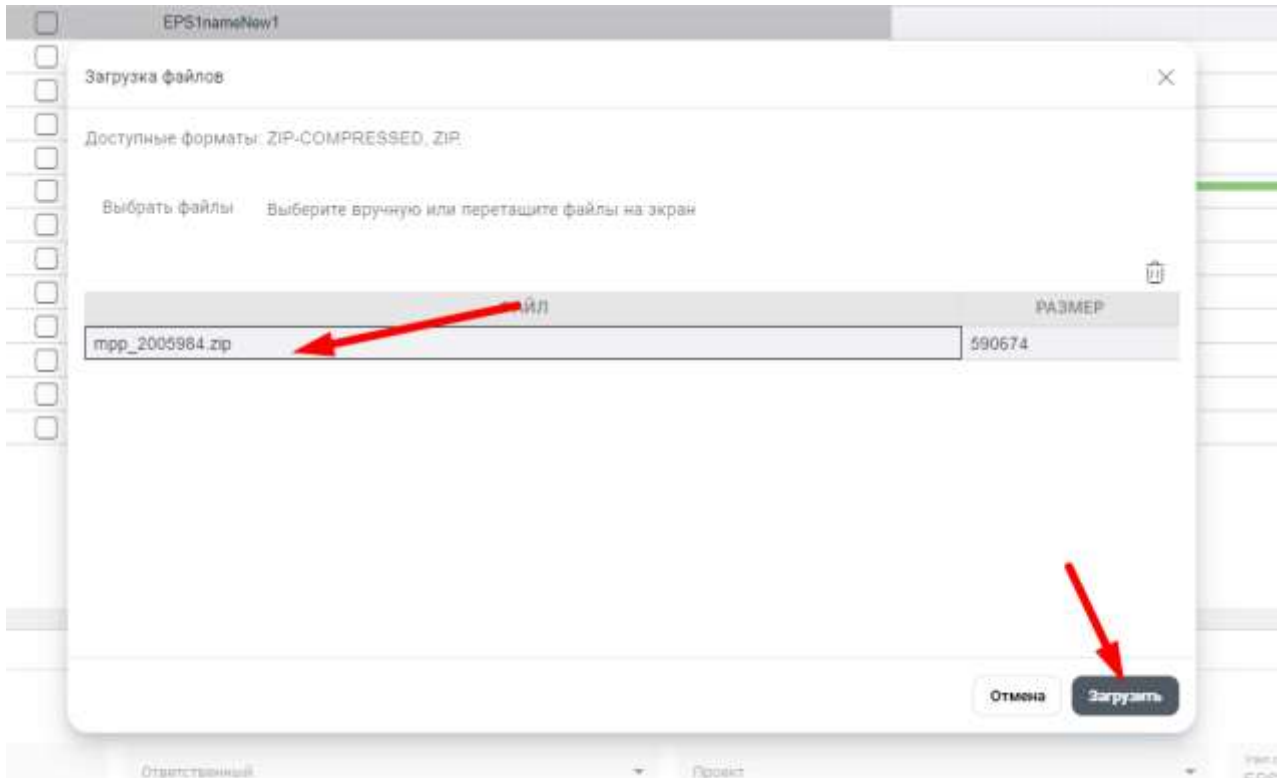 EPS1nameNew1
Загрузка файлов
Доступные форматы: ZIP-COMPRESSED, ZIP.
Выбрать файлы Выберите вручную или перетащите файлы на экран
ФАЙЛ РАЗМЕР
mpp_2005984.zip 590674
Отмена Загрузить
Ответственный Проект